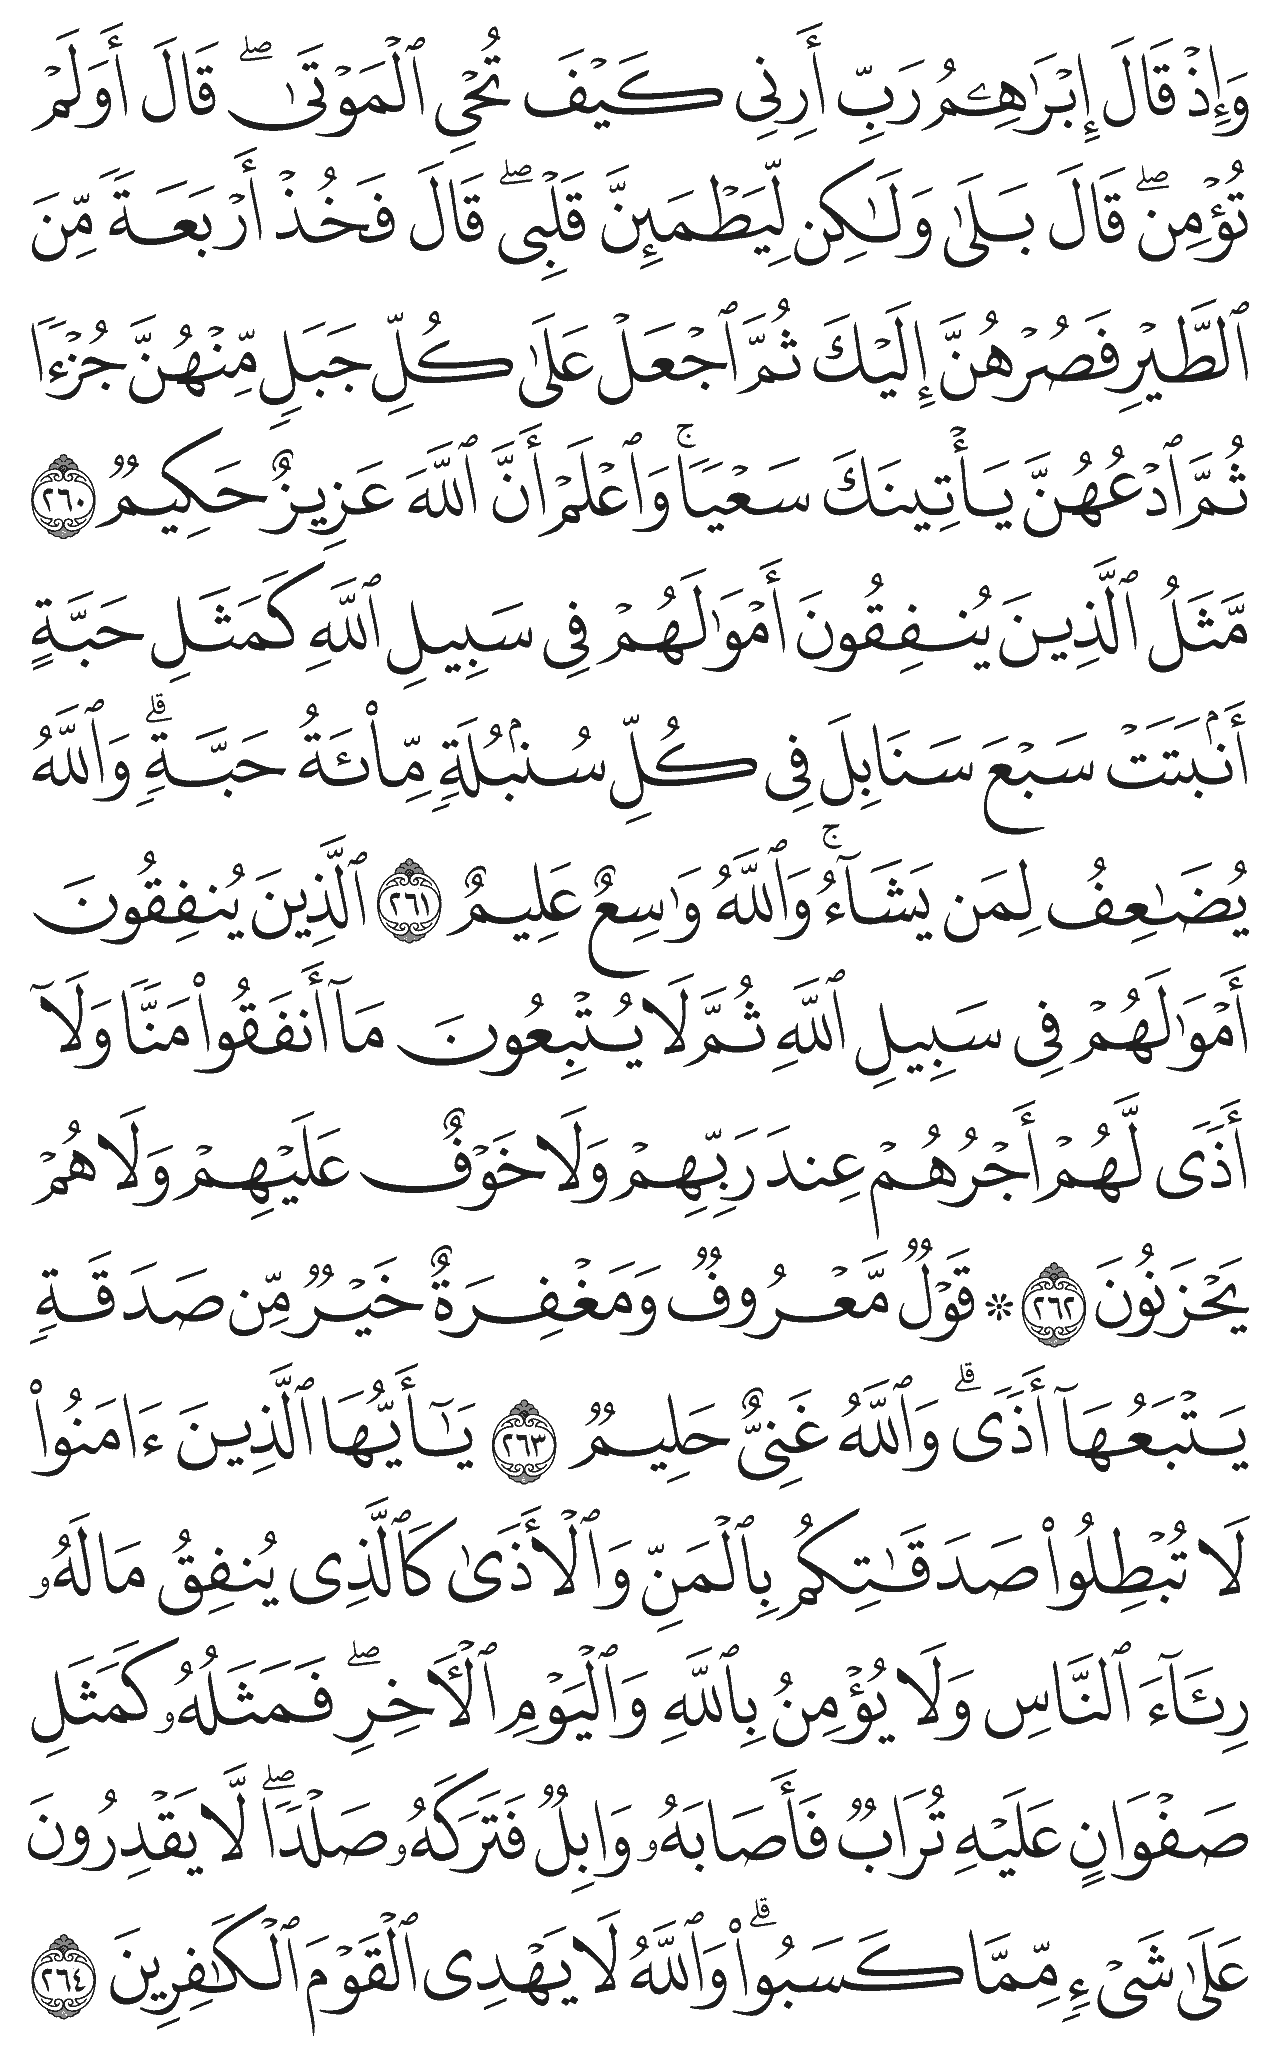 وَإِذۡ قَالَ إِبۡرَٰهِـۧمُ رَبِّ أَرِنِي كَيۡفَ تُحۡيِ ٱلۡمَوۡتَىٰۖ قَالَ أَوَلَمۡ
تُؤۡمِنۖ قَالَ بَلَىٰ وَلَٰكِن لِّيَطۡمَئِنَّ قَلۡبِيۖ قَالَ فَخُذۡ أَرۡبَعَةٗ مِّنَ
ٱلطَّيۡرِ فَصُرۡهُنَّ إِلَيۡكَ ثُمَّ ٱجۡعَلۡ عَلَىٰ كُلِّ جَبَلٖ مِّنۡهُنَّ جُزۡءٗا
ثُمَّ ٱدۡعُهُنَّ يَأۡتِينَكَ سَعۡيٗاۚ وَٱعۡلَمۡ أَنَّ ٱللَّهَ عَزِيزٌ حَكِيمٞ ٢٦٠
مَّثَلُ ٱلَّذِينَ يُنفِقُونَ أَمۡوَٰلَهُمۡ فِي سَبِيلِ ٱللَّهِ كَمَثَلِ حَبَّةٍ
أَنۢبَتَتۡ سَبۡعَ سَنَابِلَ فِي كُلِّ سُنۢبُلَةٖ مِّاْئَةُ حَبَّةٖۗ وَٱللَّهُ
يُضَٰعِفُ لِمَن يَشَآءُۚ وَٱللَّهُ وَٰسِعٌ عَلِيمٌ ٢٦١ ٱلَّذِينَ يُنفِقُونَ
أَمۡوَٰلَهُمۡ فِي سَبِيلِ ٱللَّهِ ثُمَّ لَا يُتۡبِعُونَ مَآ أَنفَقُواْ مَنّٗا وَلَآ
أَذٗى لَّهُمۡ أَجۡرُهُمۡ عِندَ رَبِّهِمۡ وَلَا خَوۡفٌ عَلَيۡهِمۡ وَلَا هُمۡ
يَحۡزَنُونَ ٢٦٢ ۞ قَوۡلٞ مَّعۡرُوفٞ وَمَغۡفِرَةٌ خَيۡرٞ مِّن صَدَقَةٖ
يَتۡبَعُهَآ أَذٗىۗ وَٱللَّهُ غَنِيٌّ حَلِيمٞ ٢٦٣ يَٰٓأَيُّهَا ٱلَّذِينَ ءَامَنُواْ
لَا تُبۡطِلُواْ صَدَقَٰتِكُم بِٱلۡمَنِّ وَٱلۡأَذَىٰ كَٱلَّذِي يُنفِقُ مَالَهُۥ
رِئَآءَ ٱلنَّاسِ وَلَا يُؤۡمِنُ بِٱللَّهِ وَٱلۡيَوۡمِ ٱلۡأٓخِرِۖ فَمَثَلُهُۥ كَمَثَلِ
صَفۡوَانٍ عَلَيۡهِ تُرَابٞ فَأَصَابَهُۥ وَابِلٞ فَتَرَكَهُۥ صَلۡدٗاۖ لَّا يَقۡدِرُونَ
عَلَىٰ شَيۡءٖ مِّمَّا كَسَبُواْۗ وَٱللَّهُ لَا يَهۡدِي ٱلۡقَوۡمَ ٱلۡكَٰفِرِينَ ٢٦٤